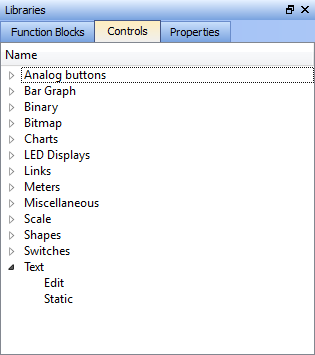 Libraries
Function Blocks Controls Properties
Name
Analog buttons
Bar Graph
Binary
Bitmap
Charts
LED Displays
Links
Meters
Miscellaneous
Scale
Shapes
Switches
Text
Edit
Static